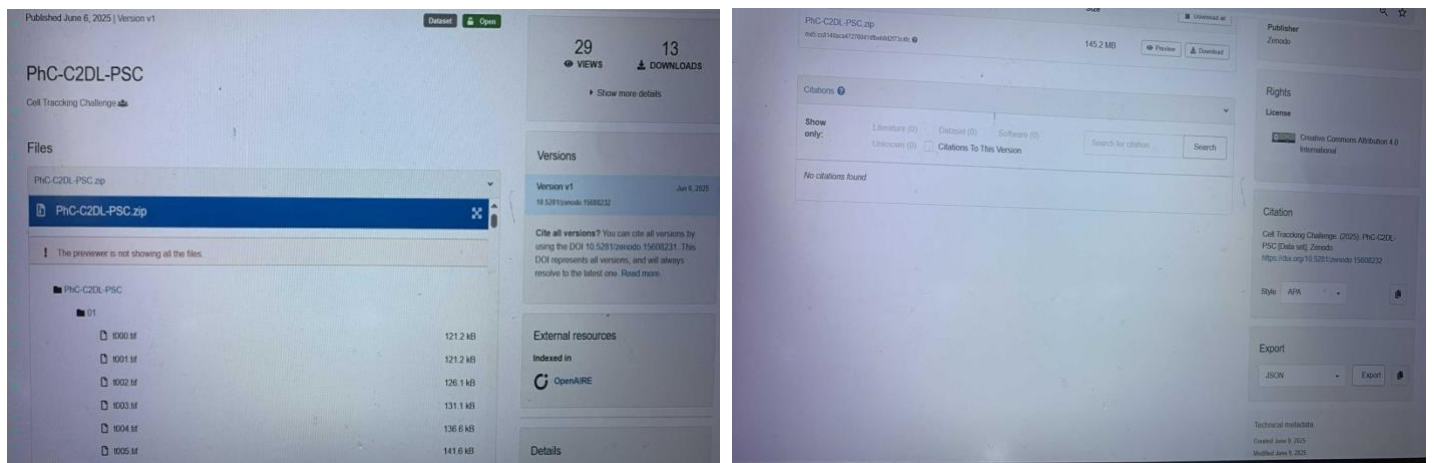 Published June 6, 2025 | Version v1
Dataset
Open
PhC-C2DL-PSC
Cell Traccking Challenge
Files
PhC-C2DL-PSC.zip
PhC-C2DL-PSC.zip
! The previewer is not showing all the files.
PhC-C2DL-PSC
01
t000.tif 121.2 kB
t001.tif 121.2 kB
t002.tif 126.1 kB
t003.tif 131.1 kB
t004.tif 136.6 kB
t005.tif 141.6 kB
29
VIEWS
13
DOWNLOADS
Show more details
Versions
Version v1 Jun 6, 2025
10.5281/zenodo.15608232
Cite all versions? You can cite all versions by
using the DOI 10.5281/zenodo.15608231. This
DOI represents all versions, and will always
resolve to the latest one. Read more.
External resources
Indexed in
OpenAIRE
Details
Size
Download all
PhC-C2DL-PSC.zip
145.2 MB
Preview
Download
Citations
Show
only:
Literature (0) Dataset (0) Software (0)
Unknown (0) Citations To This Version
Search for citation ...
Search
No citations found
Publisher
Zenodo
Rights
License
Creative Commons Attribution 4.0
International
Citation
Cell Traccking Challenge. (2025). PhC-C2DL-
PSC [Data set]. Zenodo.
https://doi.org/10.5281/zenodo.15608232
Style APA
Export
JSON Export
Technical metadata
Created June 9, 2025
Modified June 9, 2025